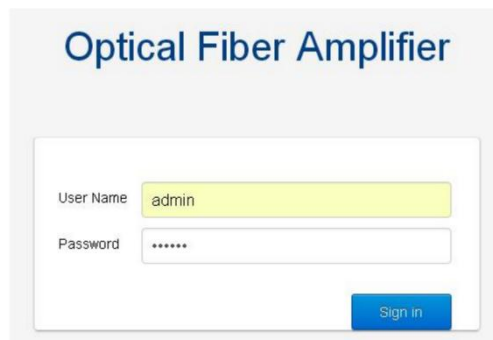 Optical Fiber Amplifier
User Name admin
Password ••••••
Sign in